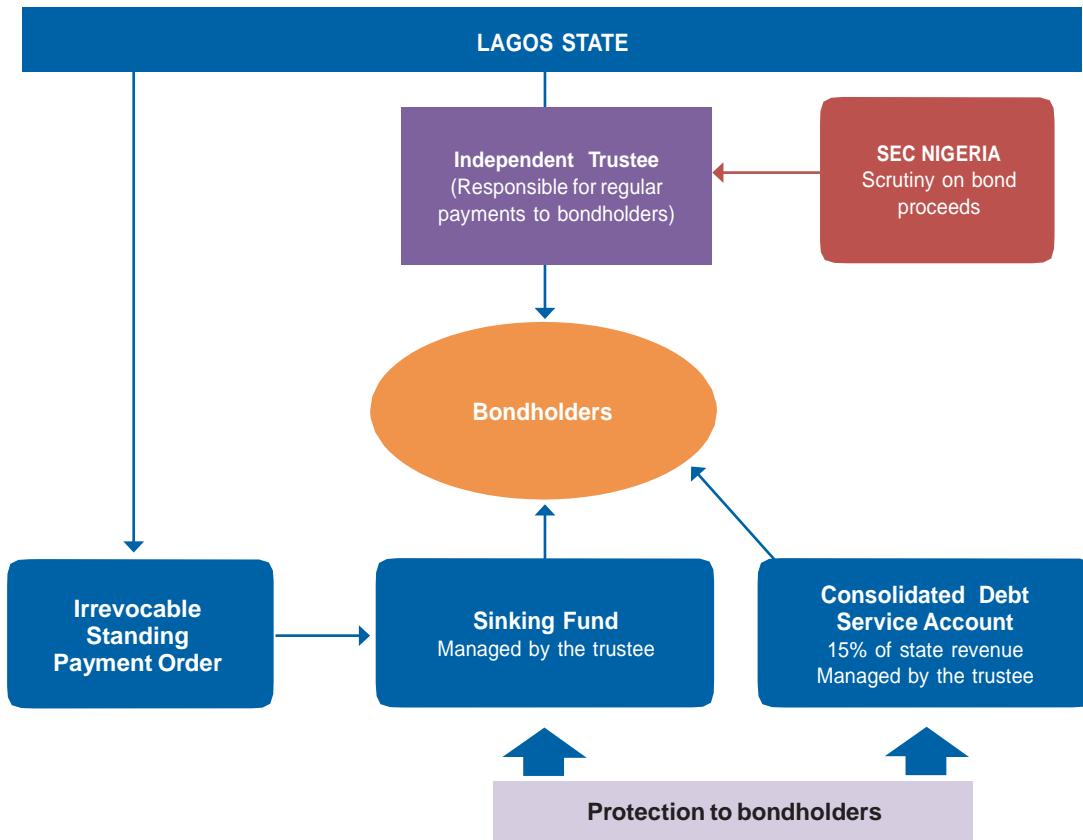 LAGOS STATE
Independent Trustee
(Responsible for regular
payments to bondholders)
SEC NIGERIA
Scrutiny on bond
proceeds
Bondholders
Irrevocable
Standing
Payment Order
Sinking Fund
Managed by the trustee
Consolidated Debt
Service Account
15% of state revenue
Managed by the trustee
Protection to bondholders